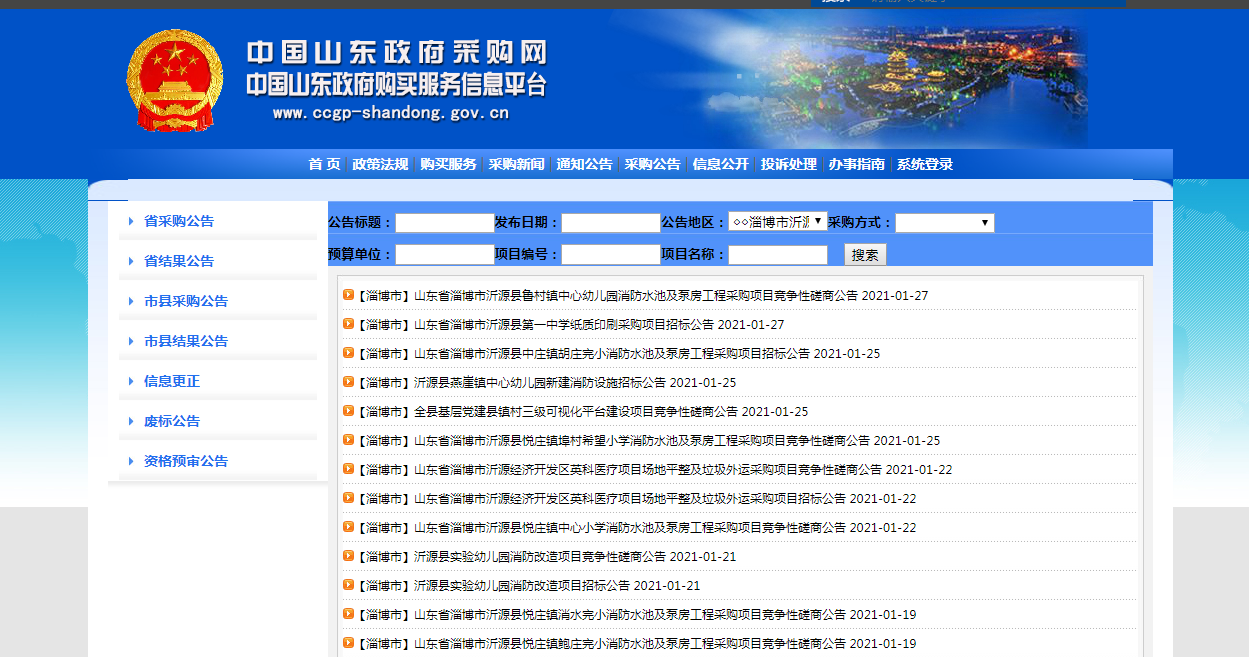 中国山东政府采购网
中国山东政府购买服务信息平台
www.ccgp-shandong.gov.cn
首页 政策法规 购买服务 采购新闻 通知公告 采购公告 信息公开 投诉处理 办事指南 系统登录
省采购公告
省结果公告
市县采购公告
市县结果公告
信息更正
废标公告
资格预审公告
公告标题： 发布日期： 公告地区： ◇◇淄博市沂源 采购方式：
预算单位： 项目编号： 项目名称： 搜索
【淄博市】山东省淄博市沂源县鲁村镇中心幼儿园消防水池及泵房工程采购项目竞争性磋商公告 2021-01-27
【淄博市】山东省淄博市沂源县第一中学纸质印刷采购项目招标公告 2021-01-27
【淄博市】山东省淄博市沂源县中庄镇胡庄完小消防水池及泵房工程采购项目招标公告 2021-01-25
【淄博市】沂源县燕崖镇中心幼儿园新建消防设施招标公告 2021-01-25
【淄博市】全县基层党建县镇村三级可视化平台建设项目竞争性磋商公告 2021-01-25
【淄博市】山东省淄博市沂源县悦庄镇埠村希望小学消防水池及泵房工程采购项目竞争性磋商公告 2021-01-25
【淄博市】山东省淄博市沂源经济开发区英科医疗项目场地平整及垃圾外运采购项目竞争性磋商公告 2021-01-22
【淄博市】山东省淄博市沂源经济开发区英科医疗项目场地平整及垃圾外运采购项目招标公告 2021-01-22
【淄博市】山东省淄博市沂源县悦庄镇中心小学消防水池及泵房工程采购项目竞争性磋商公告 2021-01-22
【淄博市】沂源县实验幼儿园消防改造项目竞争性磋商公告 2021-01-21
【淄博市】沂源县实验幼儿园消防改造项目招标公告 2021-01-21
【淄博市】山东省淄博市沂源县悦庄镇消水完小消防水池及泵房工程采购项目竞争性磋商公告 2021-01-19
【淄博市】山东省淄博市沂源县悦庄镇鲍庄完小消防水池及泵房工程采购项目竞争性磋商公告 2021-01-19